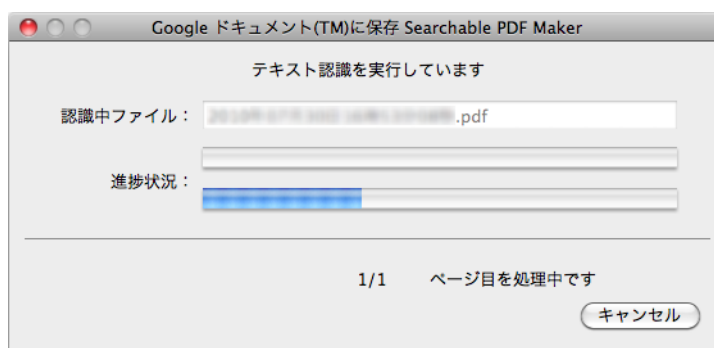 Google ドキュメント(TM)に保存 Searchable PDF Maker
テキスト認識を実行しています
認識中ファイル： .pdf
進捗状況：
1/1 ページ目を処理中です
キャンセル